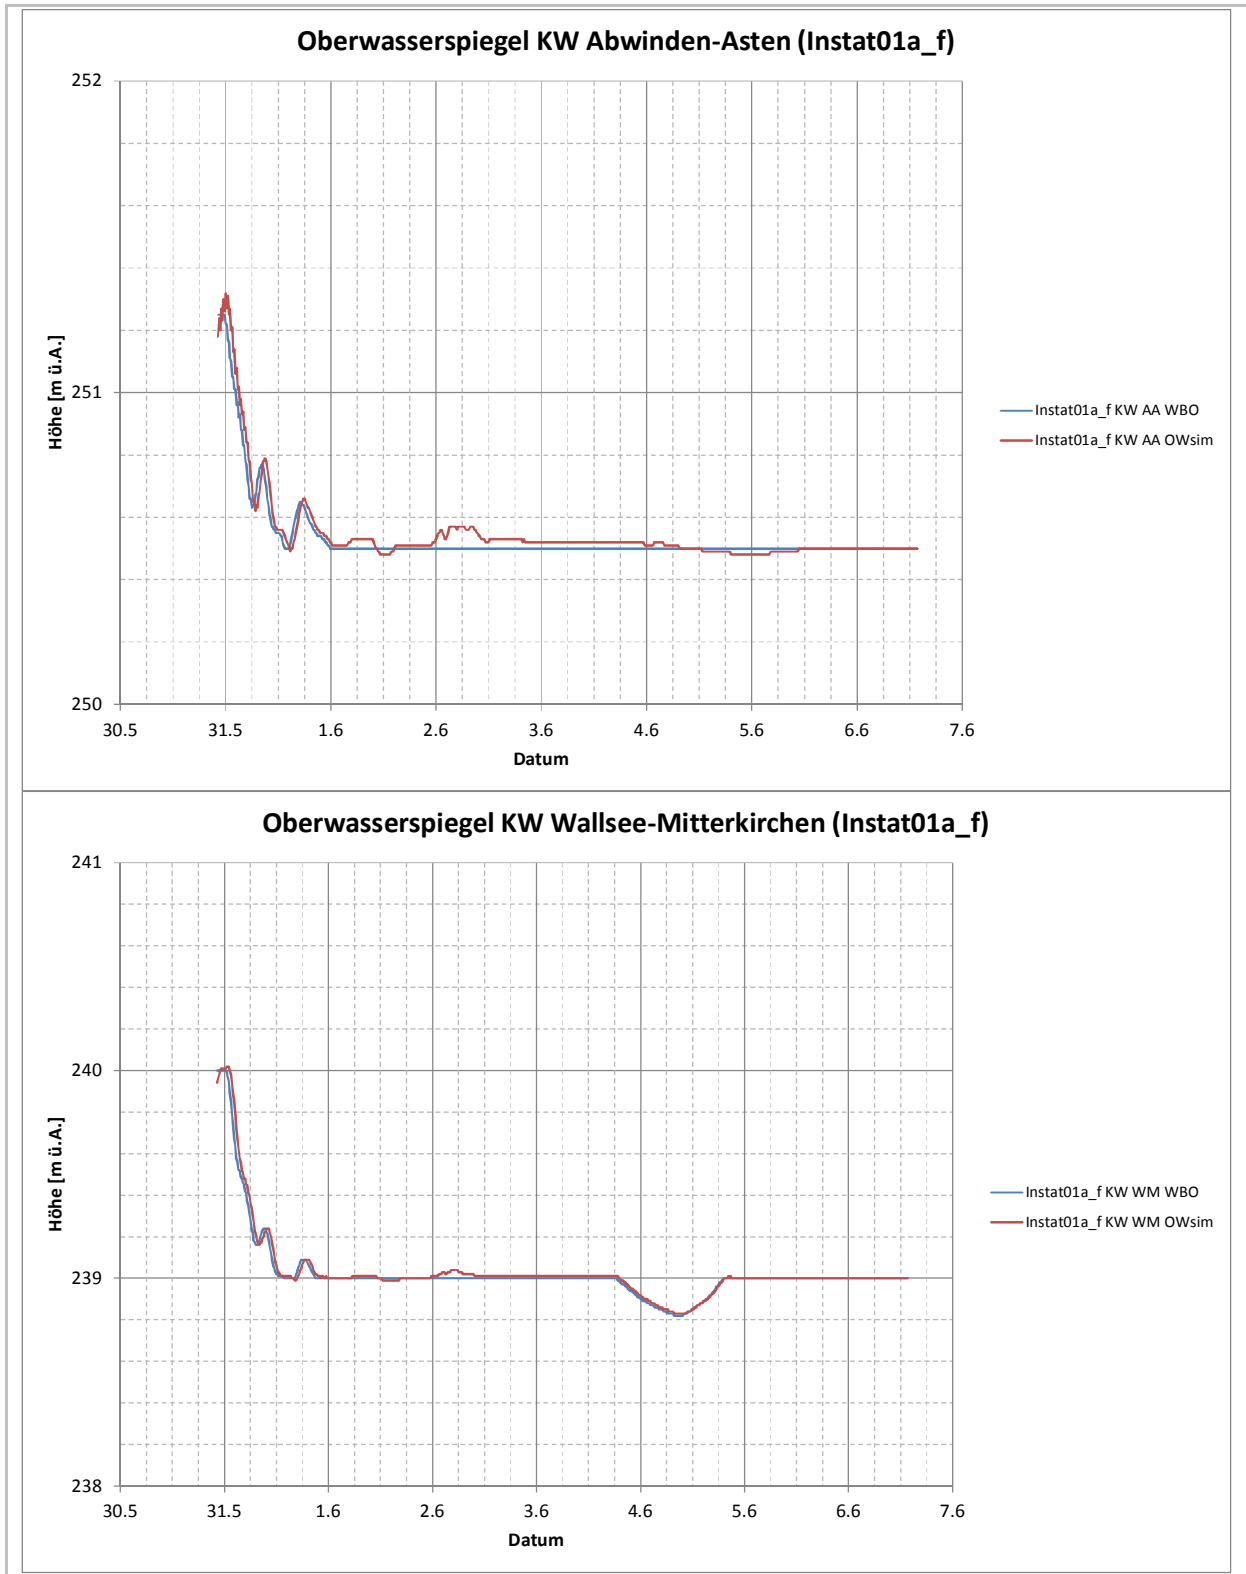 Oberwasserspiegel KW Abwinden-Asten (Instat01a_f)
252
251
250
Höhe [m ü.A.]
30.5 31.5 1.6 2.6 3.6 4.6 5.6 6.6 7.6
Datum
Instat01a_f KW AA WBO
Instat01a_f KW AA OWsim
Oberwasserspiegel KW Wallsee-Mitterkirchen (Instat01a_f)
241
240
239
238
Höhe [m ü.A.]
30.5 31.5 1.6 2.6 3.6 4.6 5.6 6.6 7.6
Datum
Instat01a_f KW WM WBO
Instat01a_f KW WM OWsim